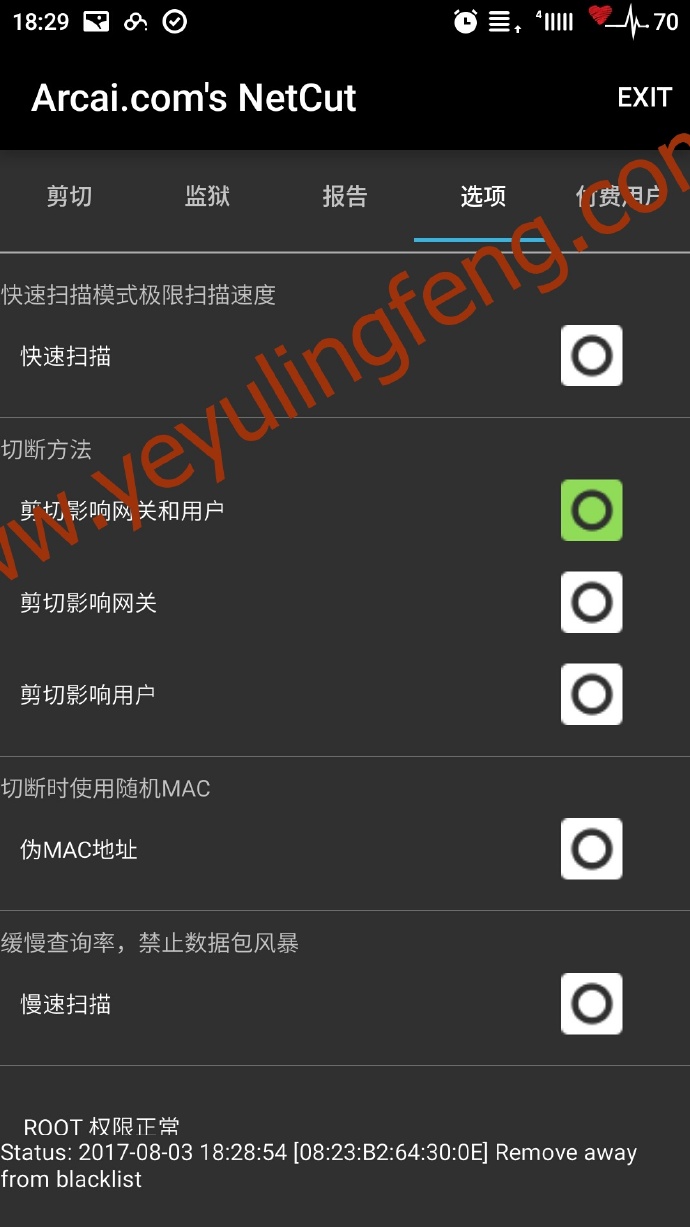 18:29
4
70
Arcai.com's NetCut
EXIT
剪切
监狱
报告
选项
付费用户
快速扫描模式极限扫描速度
快速扫描
切断方法
剪切影响网关和用户
剪切影响网关
剪切影响用户
切断时使用随机MAC
伪MAC地址
缓慢查询率，禁止数据包风暴
慢速扫描
ROOT 权限正常
Status: 2017-08-03 18:28:54 [08:23:B2:64:30:0E] Remove away
from blacklist
w.yeyulingfeng.co